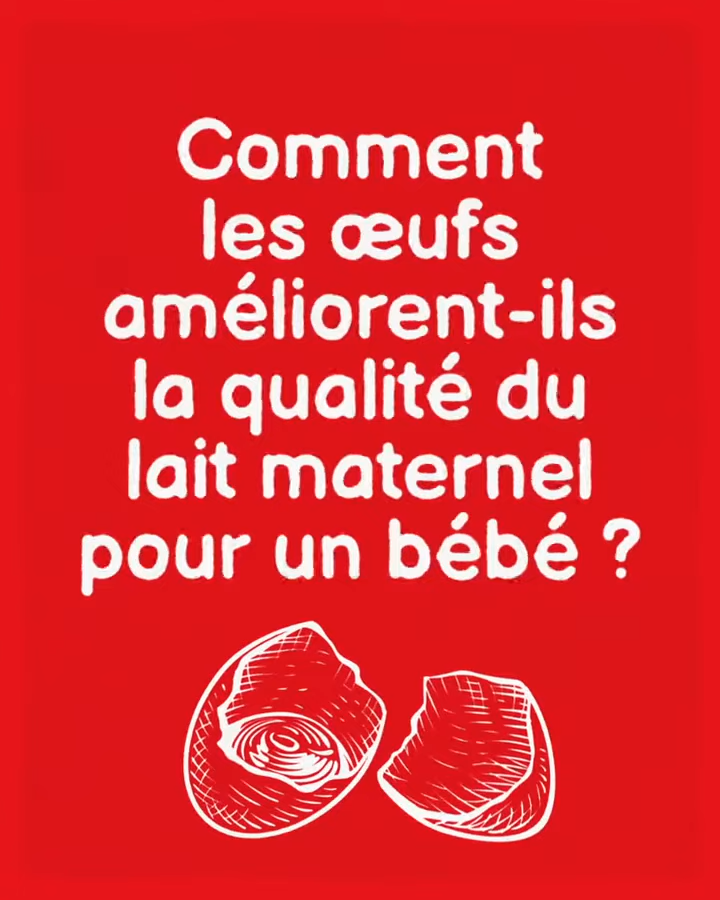 Comment
les œufs
améliorent-ils
la qualité du
lait maternel
pour un bébé ?